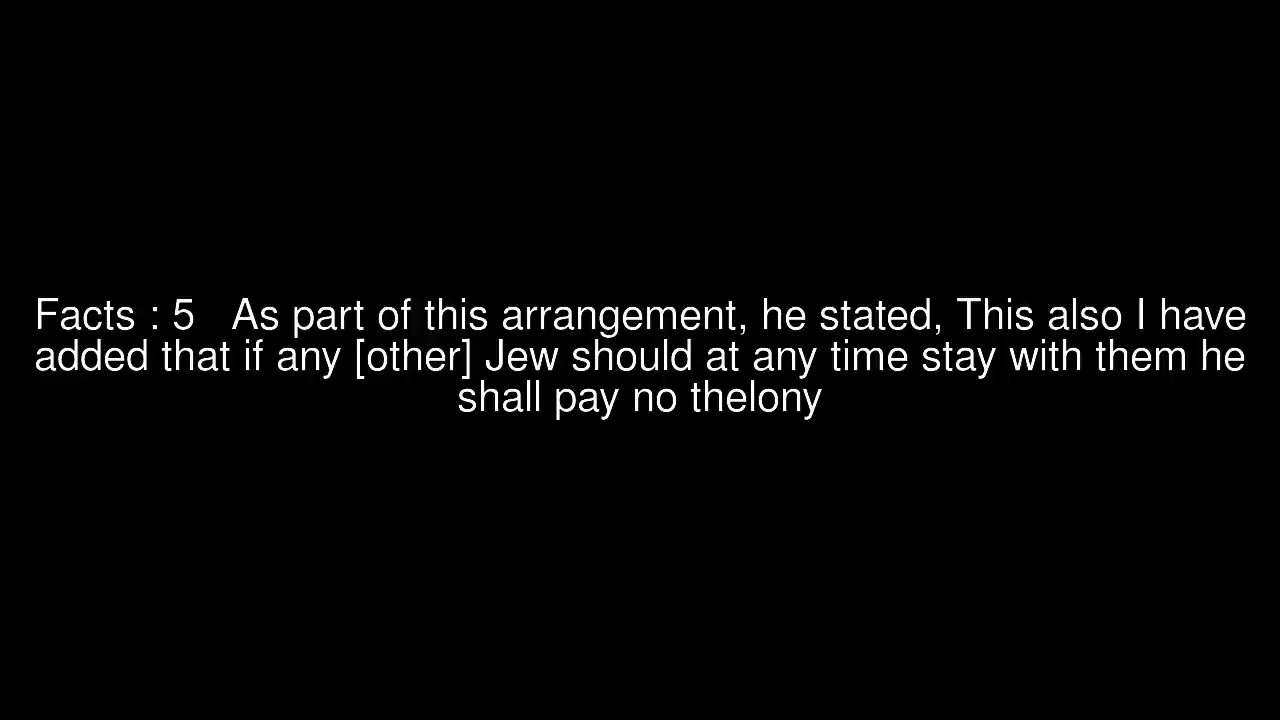 Facts : 5   As part of this arrangement, he stated, This also I have
added that if any [other] Jew should at any time stay with them he
shall pay no thelony